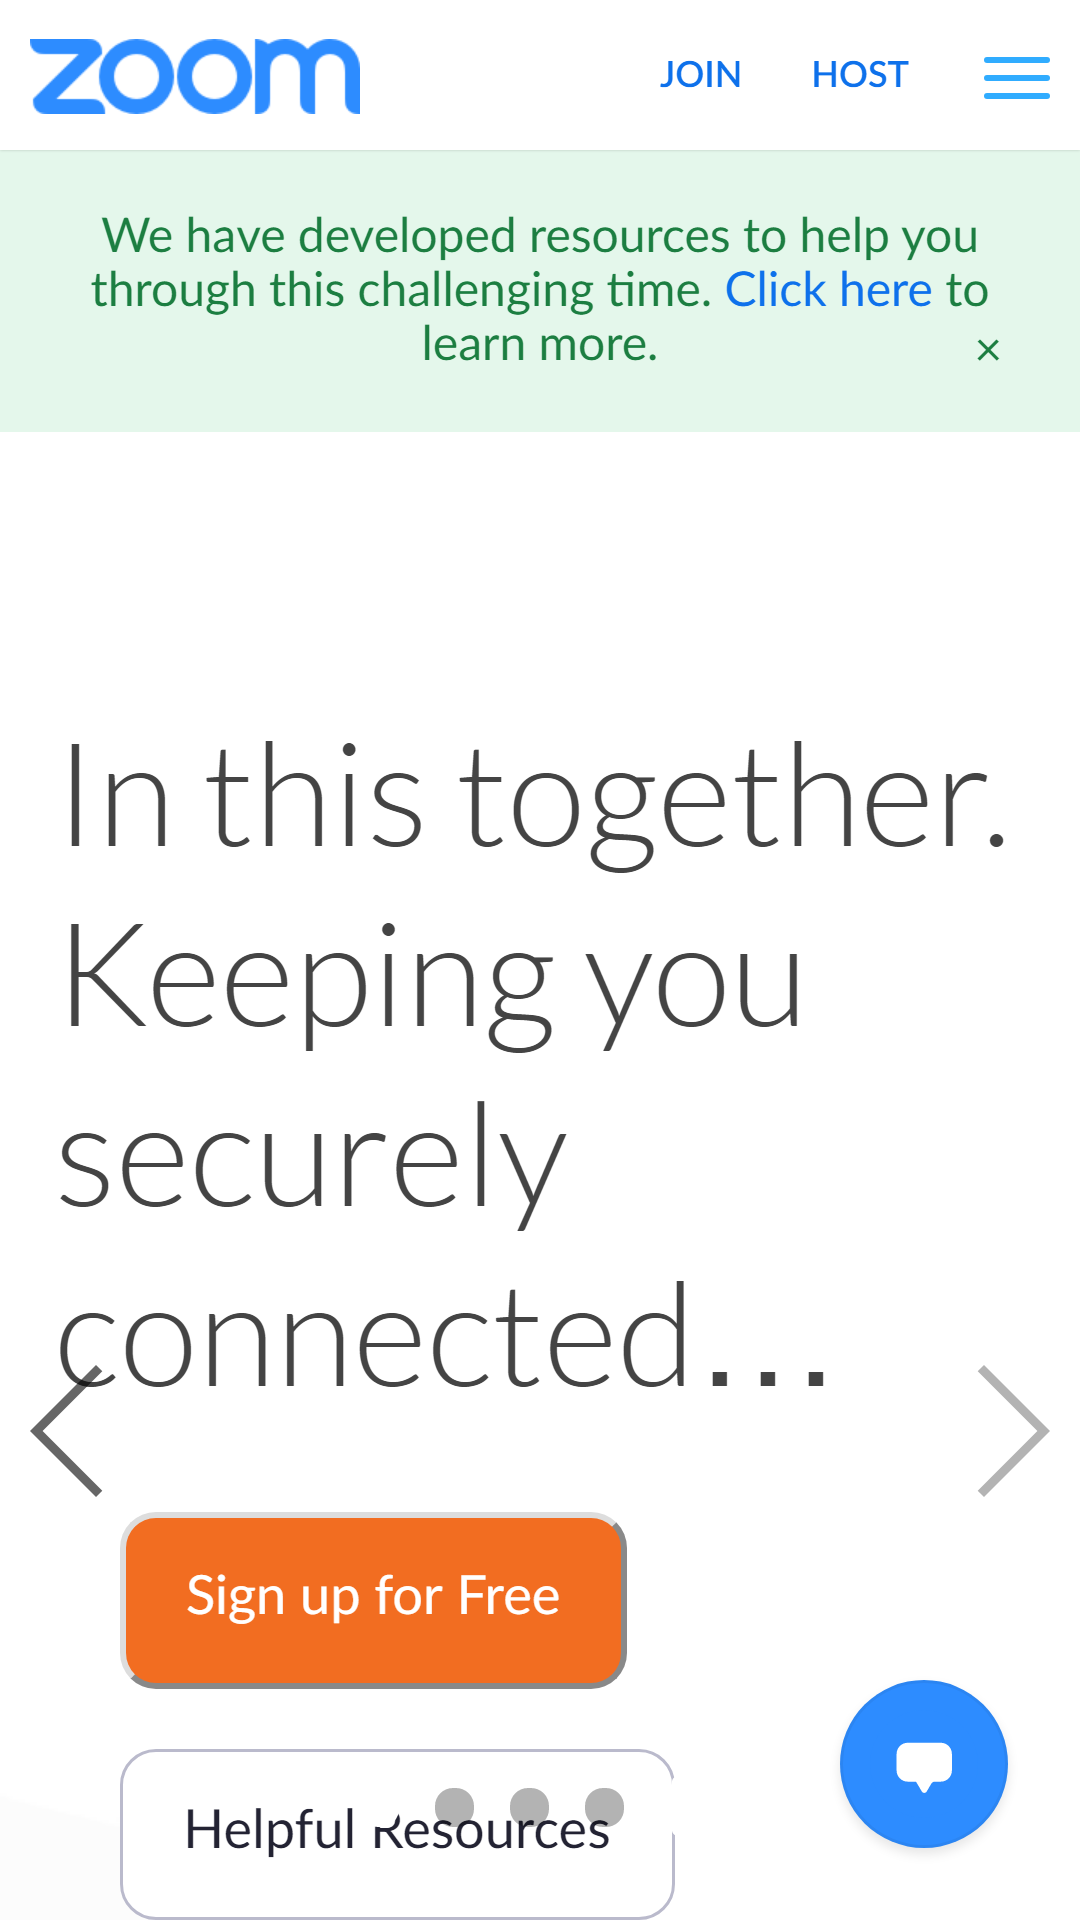 zoom
JOIN HOST
We have developed resources to help you
through this challenging time. Click here to
learn more.
×
In this together.
Keeping you
securely
connected…
Sign up for Free
Helpful Resources